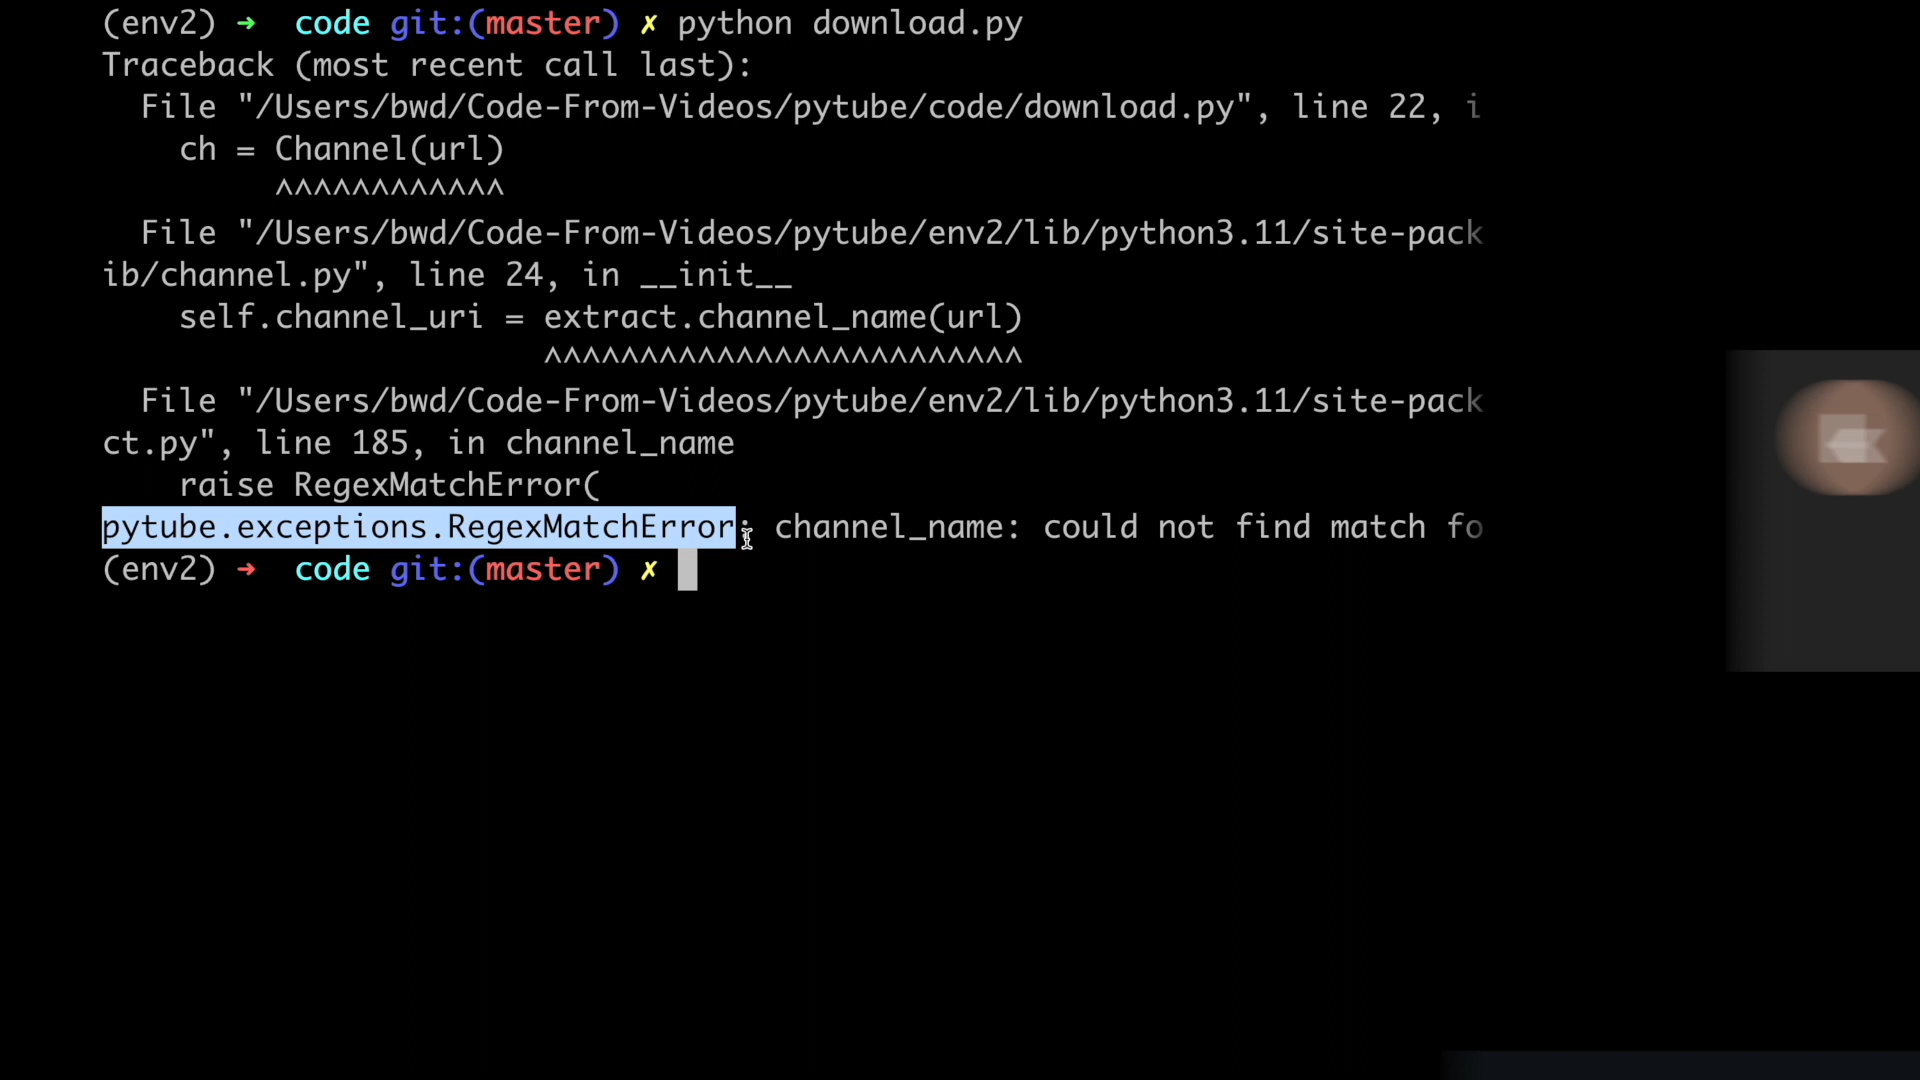 (env2) ➜  code git:(master) ✗ python download.py
Traceback (most recent call last):
  File "/Users/bwd/Code-From-Videos/pytube/code/download.py", line 22, i
    ch = Channel(url)
         ^^^^^^^^^^^^
  File "/Users/bwd/Code-From-Videos/pytube/env2/lib/python3.11/site-pack
ib/channel.py", line 24, in __init__
    self.channel_uri = extract.channel_name(url)
                       ^^^^^^^^^^^^^^^^^^^^^^^^^
  File "/Users/bwd/Code-From-Videos/pytube/env2/lib/python3.11/site-pack
ct.py", line 185, in channel_name
    raise RegexMatchError(
pytube.exceptions.RegexMatchError: channel_name: could not find match fo
(env2) ➜  code git:(master) ✗